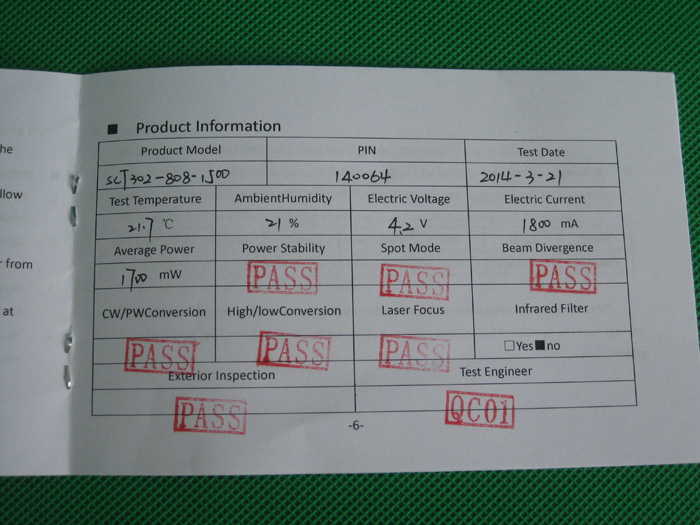 he
llow
from
at
■ Product Information
Product Model PIN Test Date
SCT302-808-1500 140064 2014-3-21
Test Temperature AmbientHumidity Electric Voltage Electric Current
21.7 ℃ 21 % 4.2 V 1800 mA
Average Power Power Stability Spot Mode Beam Divergence
1700 mW PASS PASS PASS
CW/PWConversion High/lowConversion Laser Focus Infrared Filter
PASS PASS PASS □Yes■no
Exterior Inspection Test Engineer
PASS QC01
-6-